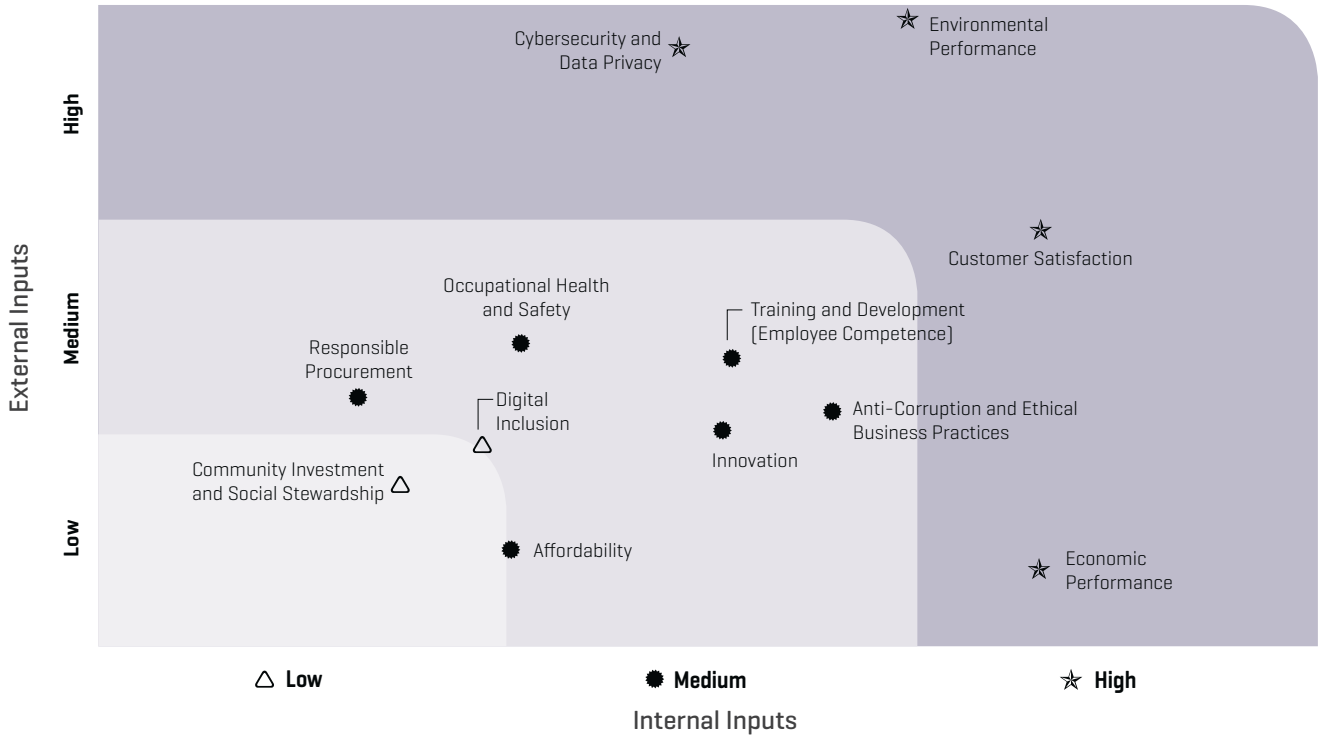 Cybersecurity and
Data Privacy
Environmental
Performance
High
Customer Satisfaction
External Inputs
Medium
Occupational Health
and Safety
Training and Development
(Employee Competence)
Responsible
Procurement
Digital
Inclusion
Anti-Corruption and Ethical
Business Practices
Innovation
Community Investment
and Social Stewardship
Low
Affordability
Economic
Performance
Low
Medium
High
Internal Inputs